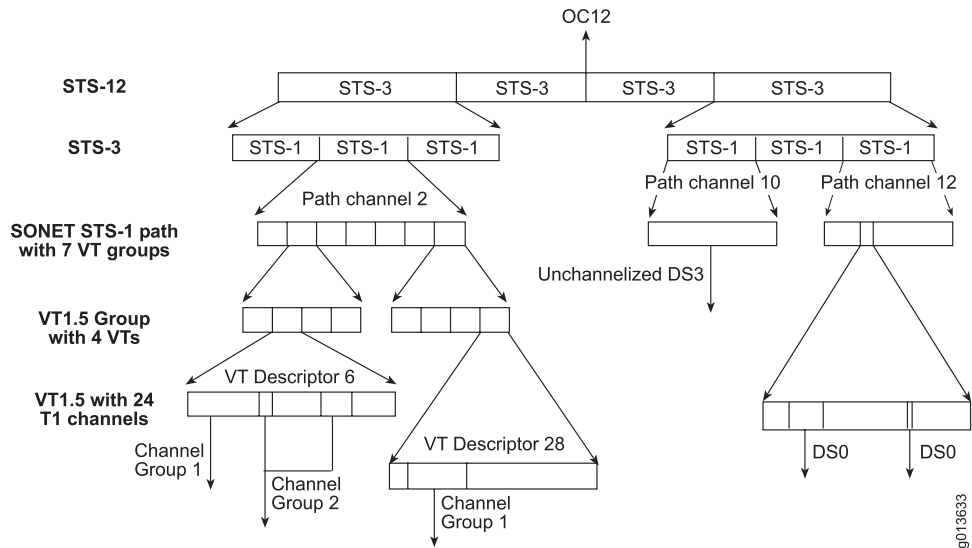 OC12
STS-12
STS-3
STS-3
STS-3
STS-3
STS-3
STS-1
STS-1
STS-1
STS-1
STS-1
STS-1
Path channel 2
Path channel 10
Path channel 12
SONET STS-1 path
with 7 VT groups
Unchannelized DS3
VT1.5 Group
with 4 VTs
VT Descriptor 6
VT1.5 with 24
T1 channels
Channel
Group 1
VT Descriptor 28
DS0
DS0
Channel
Group 2
Channel
Group 1
g013633